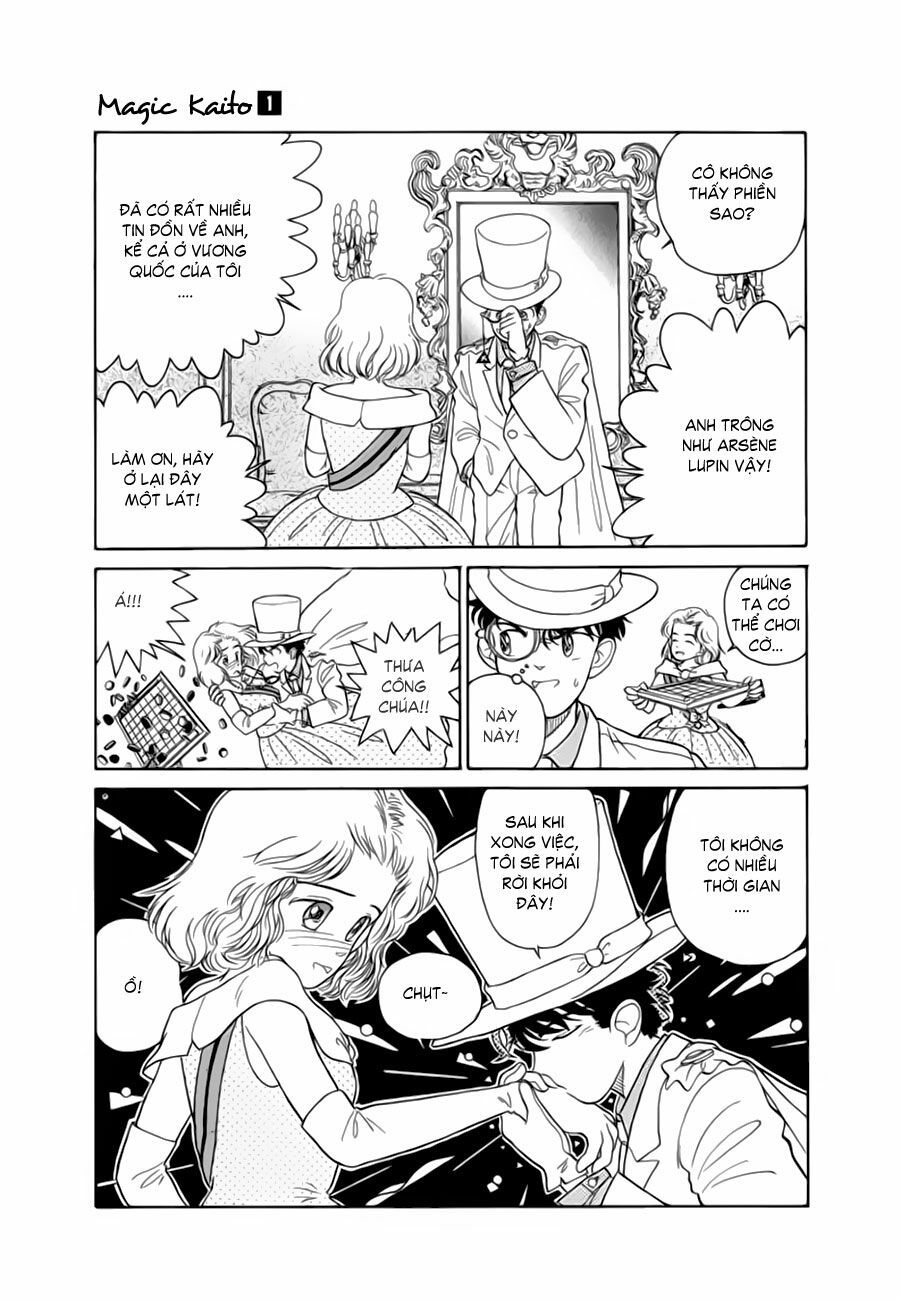 Magic Kaito 1
CÔ KHÔNG
THẤY PHIỀN
SAO?
ANH TRÔNG
NHƯ ARSÈNE
LUPIN VẬY!
ĐÃ CÓ RẤT NHIỀU
TIN ĐỒN VỀ ANH,
KỂ CẢ Ở VƯƠNG
QUỐC CỦA TÔI
....
LÀM ƠN, HÃY
Ở LẠI ĐÂY
MỘT LÁT!
CHÚNG
TA CÓ
THỂ CHƠI
CỜ...
NÀY
NÀY!
THƯA
CÔNG
CHÚA!!
Á!!!
TÔI KHÔNG
CÓ NHIỀU
THỜI GIAN
....
SAU KHI
XONG VIỆC,
TÔI SẼ PHẢI
RỜI KHỎI
ĐÂY!
CHỤT~
Ồ!